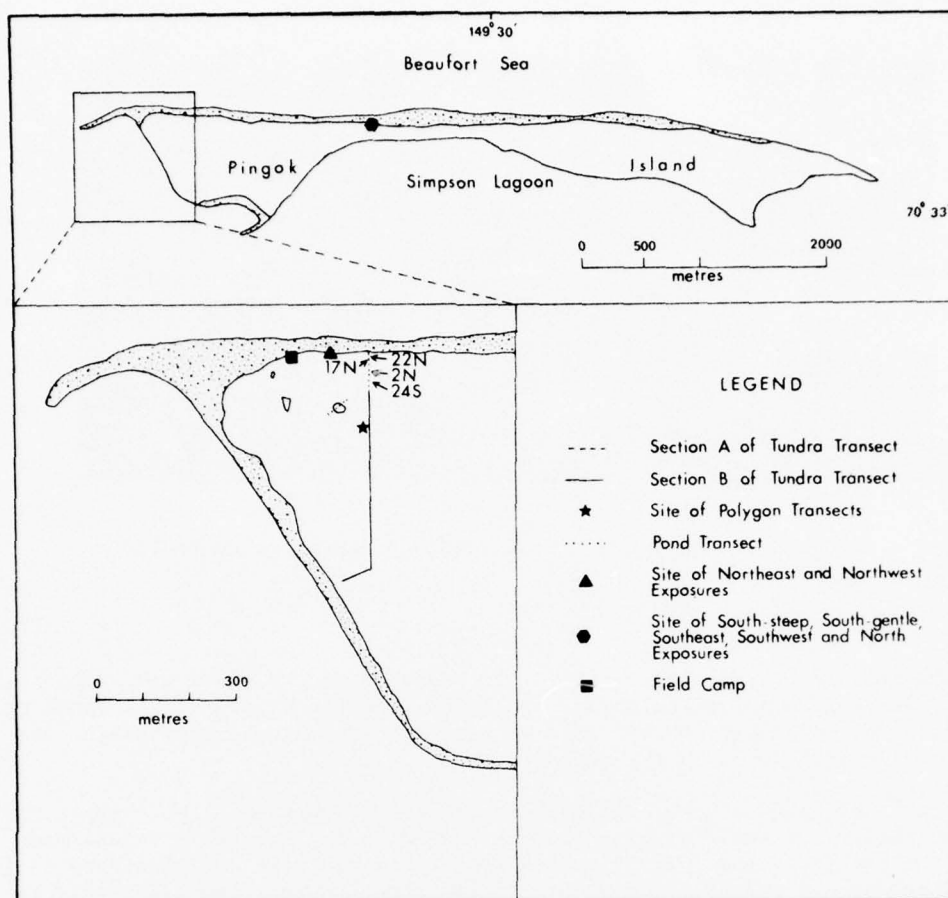 149° 30'
Beaufort Sea
Pingok
Island
Simpson Lagoon
70° 33
0 500 2000
metres
17N
22N
2N
24S
0 300
metres
LEGEND
Section A of Tundra Transect
Section B of Tundra Transect
Site of Polygon Transects
Pond Transect
Site of Northeast and Northwest
Exposures
Site of South-steep, South-gentle,
Southeast, Southwest and North
Exposures
Field Camp